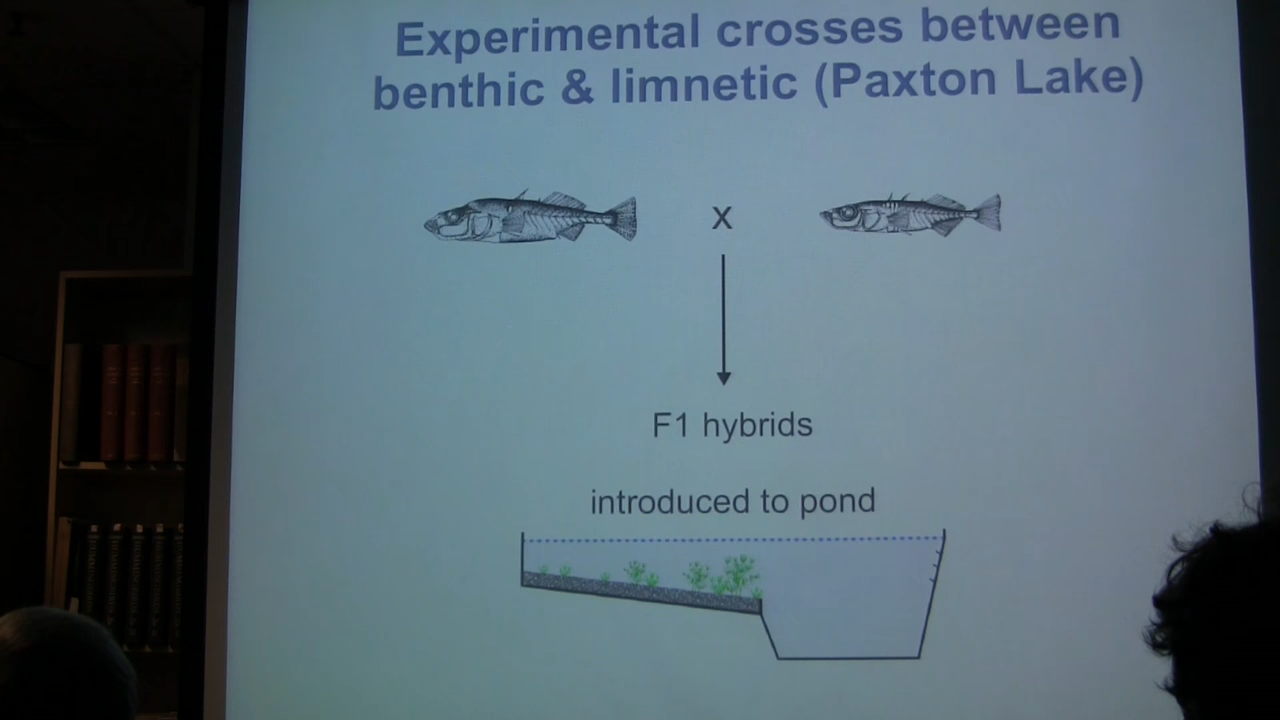 Experimental crosses between
benthic & limnetic (Paxton Lake)
x
F1 hybrids
introduced to pond